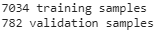 7034 training samples
782 validation samples